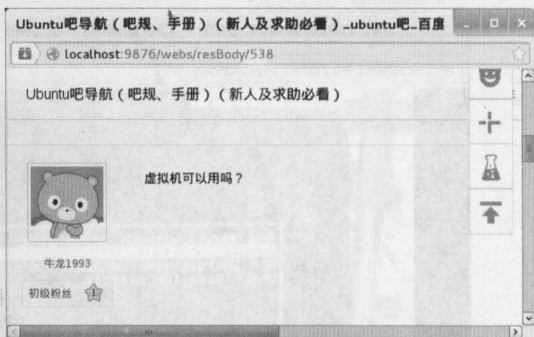 Ubuntu吧导航（吧规、手册）（新人及求助必看）_ubuntu吧_百度
localhost:9876/webs/resBody/538
Ubuntu吧导航（吧规、手册）（新人及求助必看）
虚拟机可以用吗？
牛龙1993
初级粉丝 1